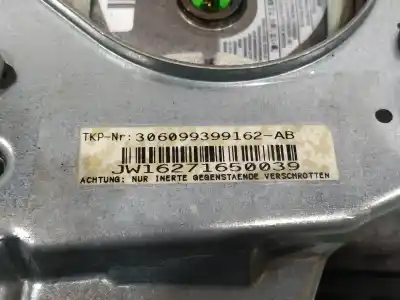 TKP-Nr: 306099399162-AB
JW16271650039
ACHTUNG: NUR INERTE GEGENSTAENDE VERSCHROTTEN